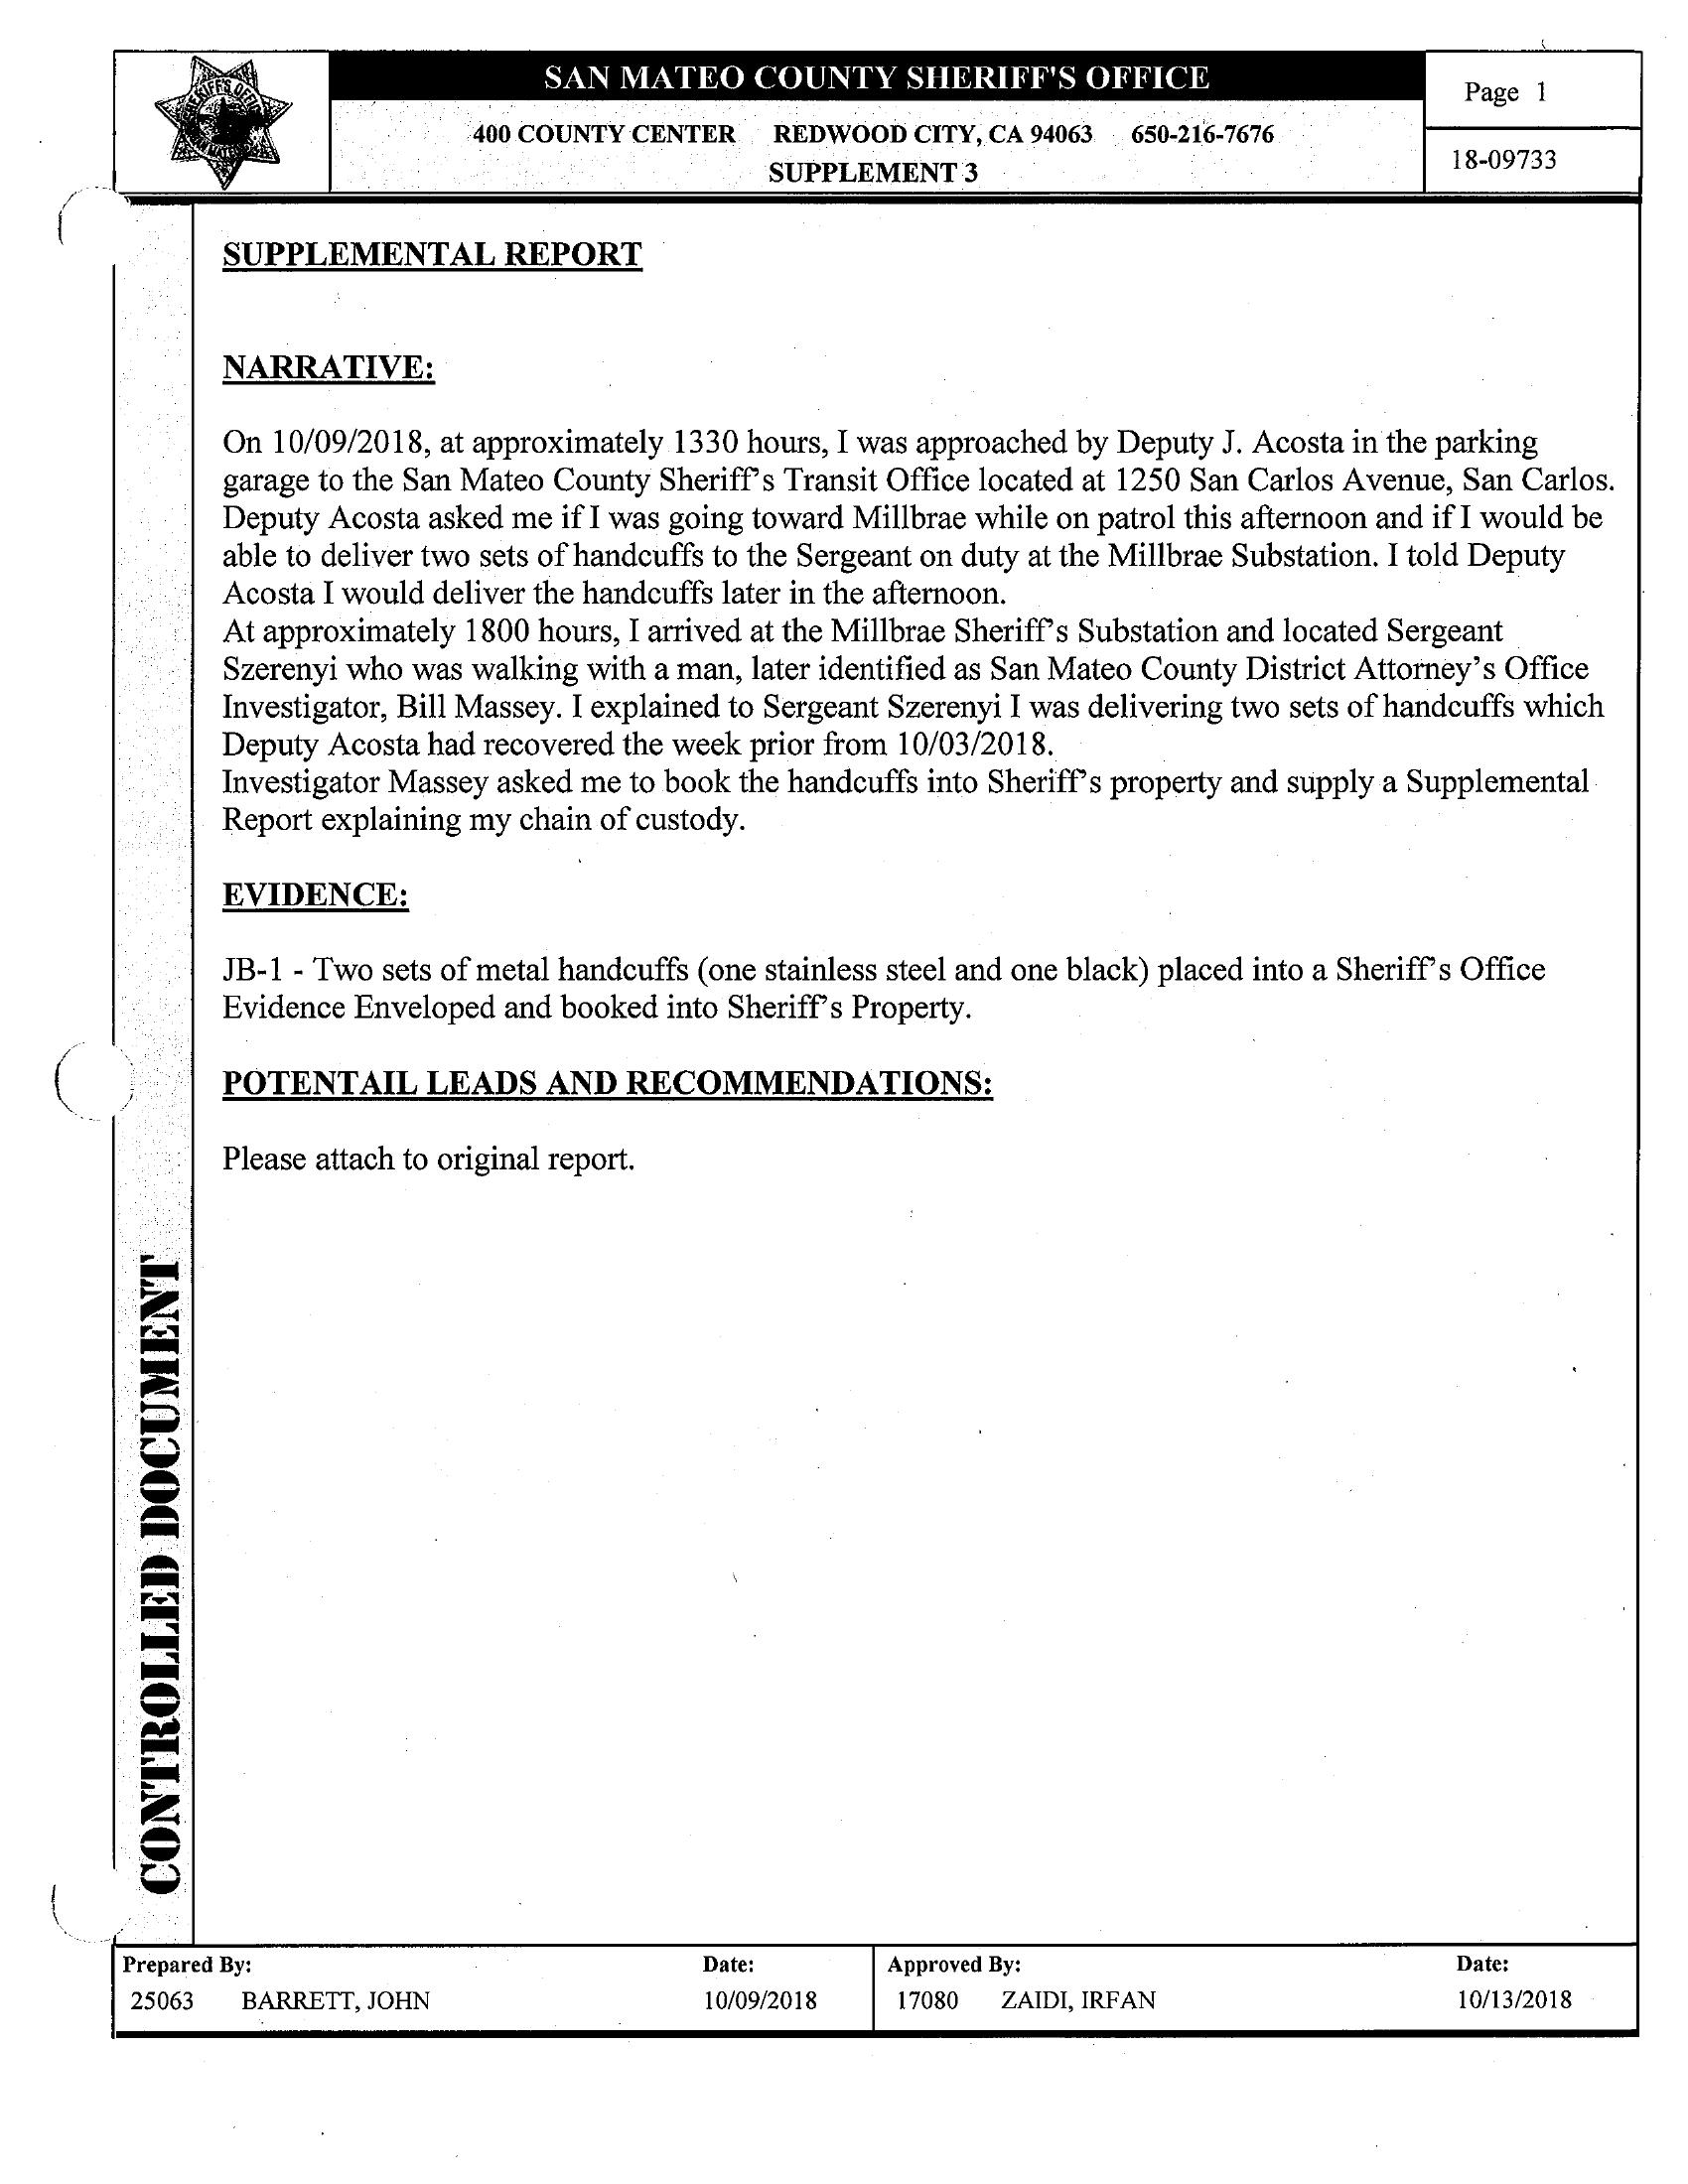 SAN MATEO COUNTY SHERIFF'S OFFICE
400 COUNTY CENTER REDWOOD CITY, CA 94063 650-216-7676
SUPPLEMENT 3
Page 1
18-09733
SUPPLEMENTAL REPORT
NARRATIVE:
On 10/09/2018, at approximately 1330 hours, I was approached by Deputy J. Acosta in the parking
garage to the San Mateo County Sheriff's Transit Office located at 1250 San Carlos Avenue, San Carlos.
Deputy Acosta asked me if I was going toward Millbrae while on patrol this afternoon and if I would be
able to deliver two sets of handcuffs to the Sergeant on duty at the Millbrae Substation. I told Deputy
Acosta I would deliver the handcuffs later in the afternoon.
At approximately 1800 hours, I arrived at the Millbrae Sheriff's Substation and located Sergeant
Szerenyi who was walking with a man, later identified as San Mateo County District Attorney's Office
Investigator, Bill Massey. I explained to Sergeant Szerenyi I was delivering two sets of handcuffs which
Deputy Acosta had recovered the week prior from 10/03/2018.
Investigator Massey asked me to book the handcuffs into Sheriff's property and supply a Supplemental
Report explaining my chain of custody.
EVIDENCE:
JB-1 - Two sets of metal handcuffs (one stainless steel and one black) placed into a Sheriff's Office
Evidence Enveloped and booked into Sheriff's Property.
POTENTAIL LEADS AND RECOMMENDATIONS:
Please attach to original report.
CONTROLLED DOCUMENT
Prepared By: Date: Approved By: Date:
25063 BARRETT, JOHN 10/09/2018 17080 ZAIDI, IRFAN 10/13/2018